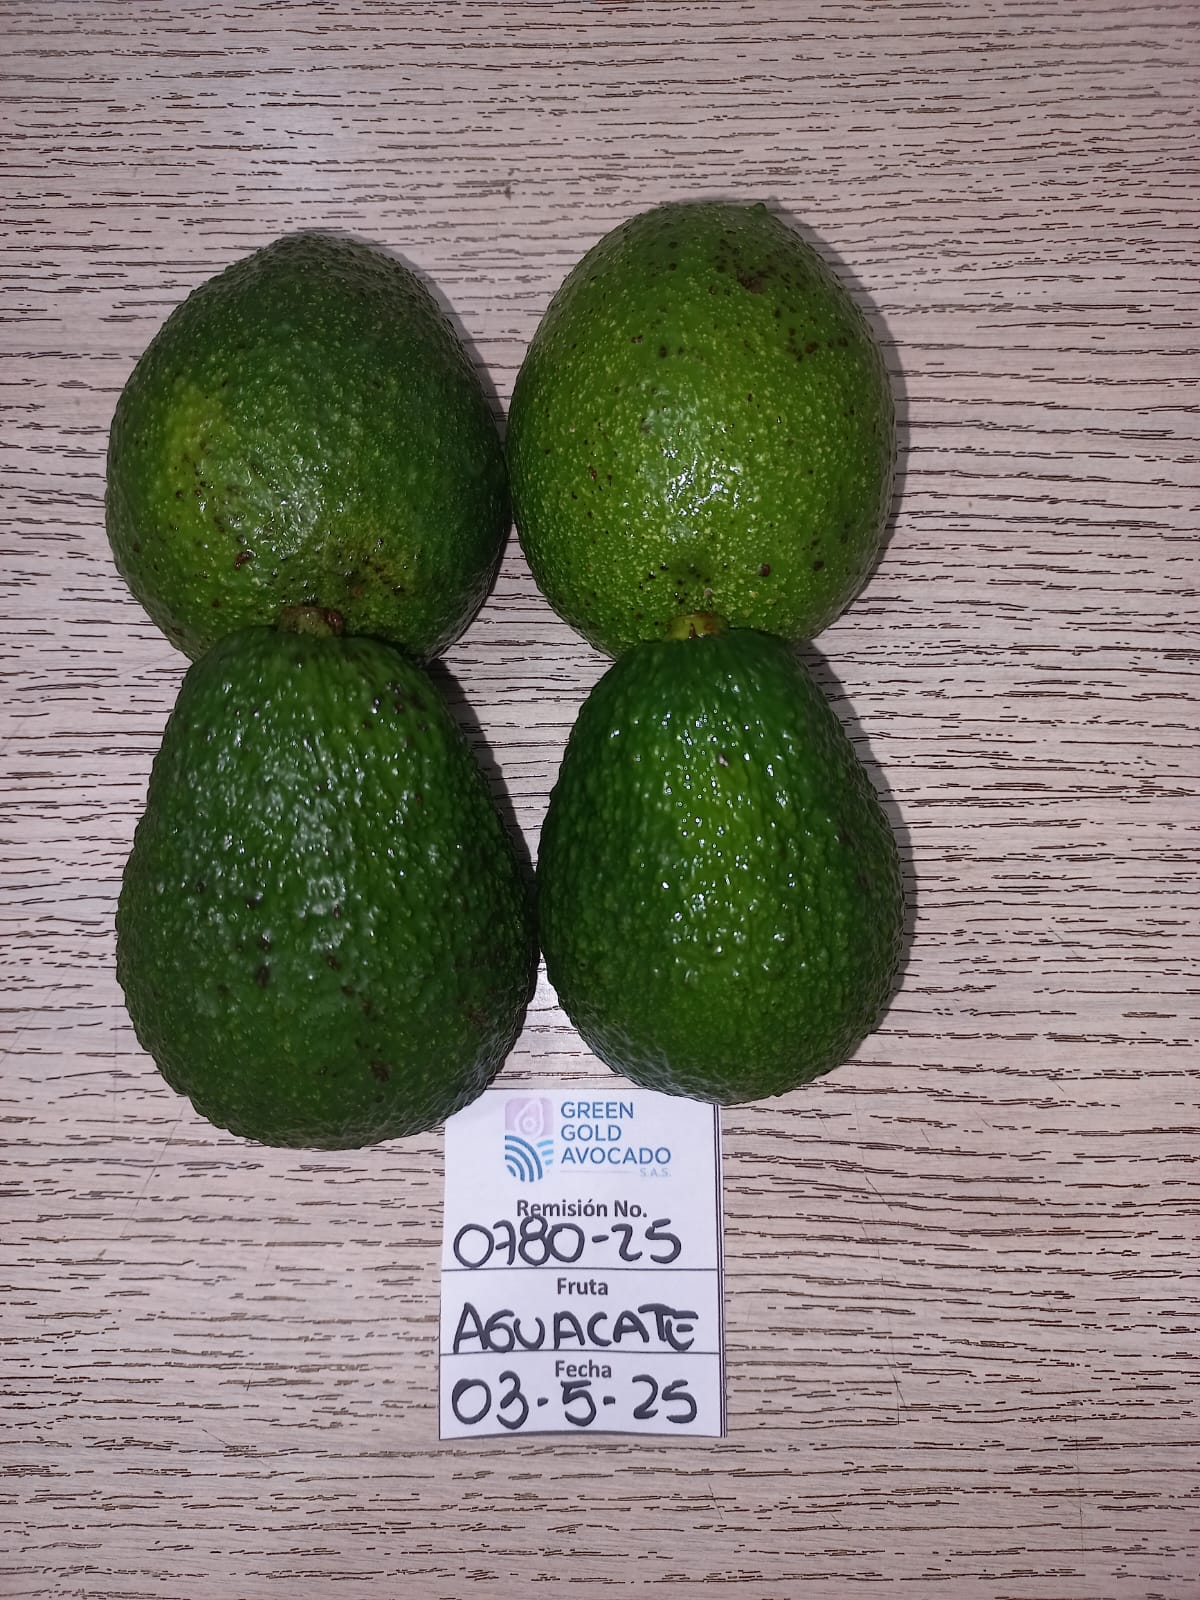 GREEN
GOLD
AVOCADO
S.A.S.
Remisión No.
0780-25
Fruta
AGUACATE
Fecha
03-5-25